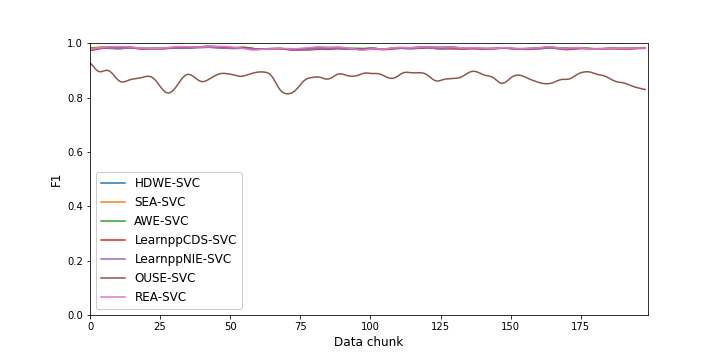 1.0
0.8
0.6
0.4
0.2
0.0
F1
HDWE-SVC
SEA-SVC
AWE-SVC
LearnppCDS-SVC
LearnppNIE-SVC
OUSE-SVC
REA-SVC
0 25 50 75 100 125 150 175
Data chunk